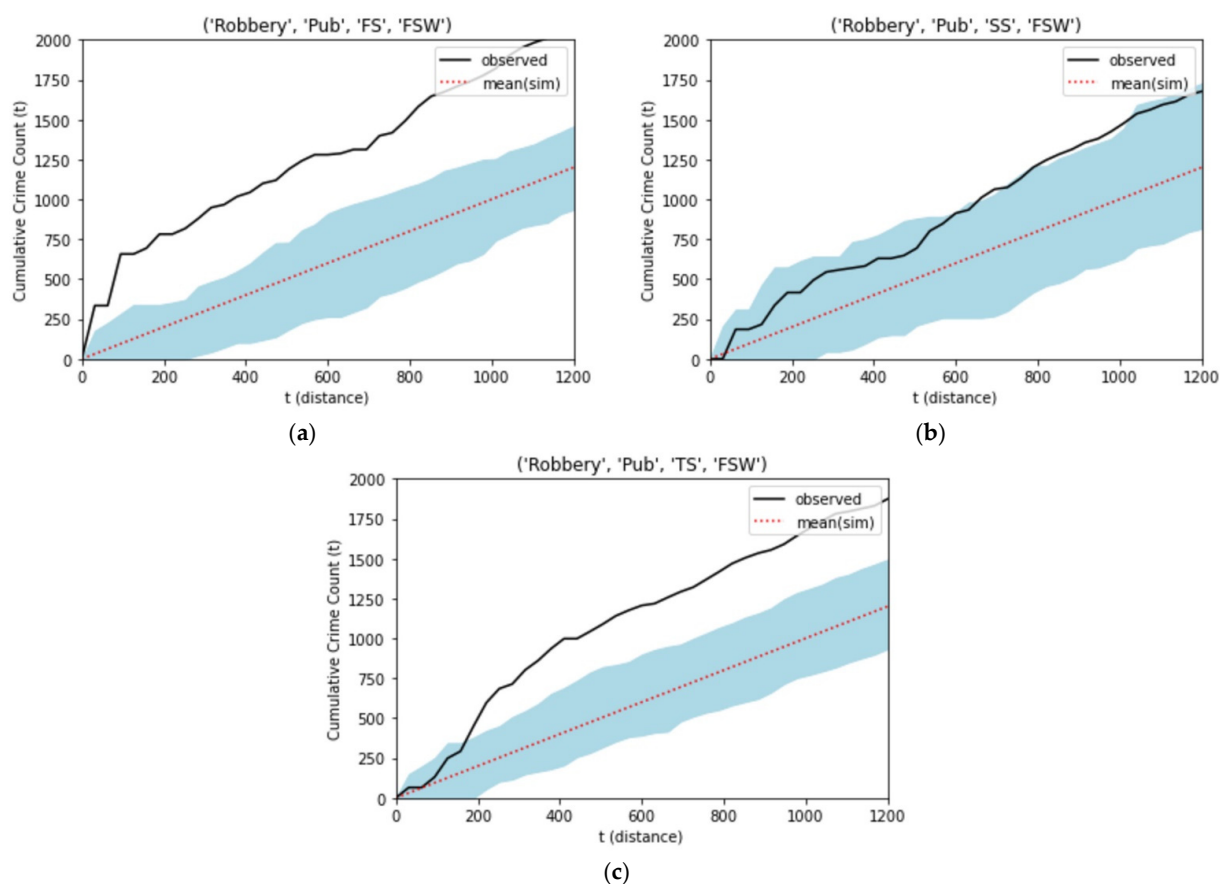 ('Robbery', 'Pub', 'FS', 'FSW')
2000
1750
1500
1250
1000
750
500
250
0
Cumulative Crime Count (t)
observed
mean(sim)
0 200 400 600 800 1000 1200
t (distance)
(a)
('Robbery', 'Pub', 'SS', 'FSW')
2000
1750
1500
1250
1000
750
500
250
0
Cumulative Crime Count (t)
observed
mean(sim)
0 200 400 600 800 1000 1200
t (distance)
(b)
('Robbery', 'Pub', 'TS', 'FSW')
2000
1750
1500
1250
1000
750
500
250
0
Cumulative Crime Count (t)
observed
mean(sim)
0 200 400 600 800 1000 1200
t (distance)
(c)